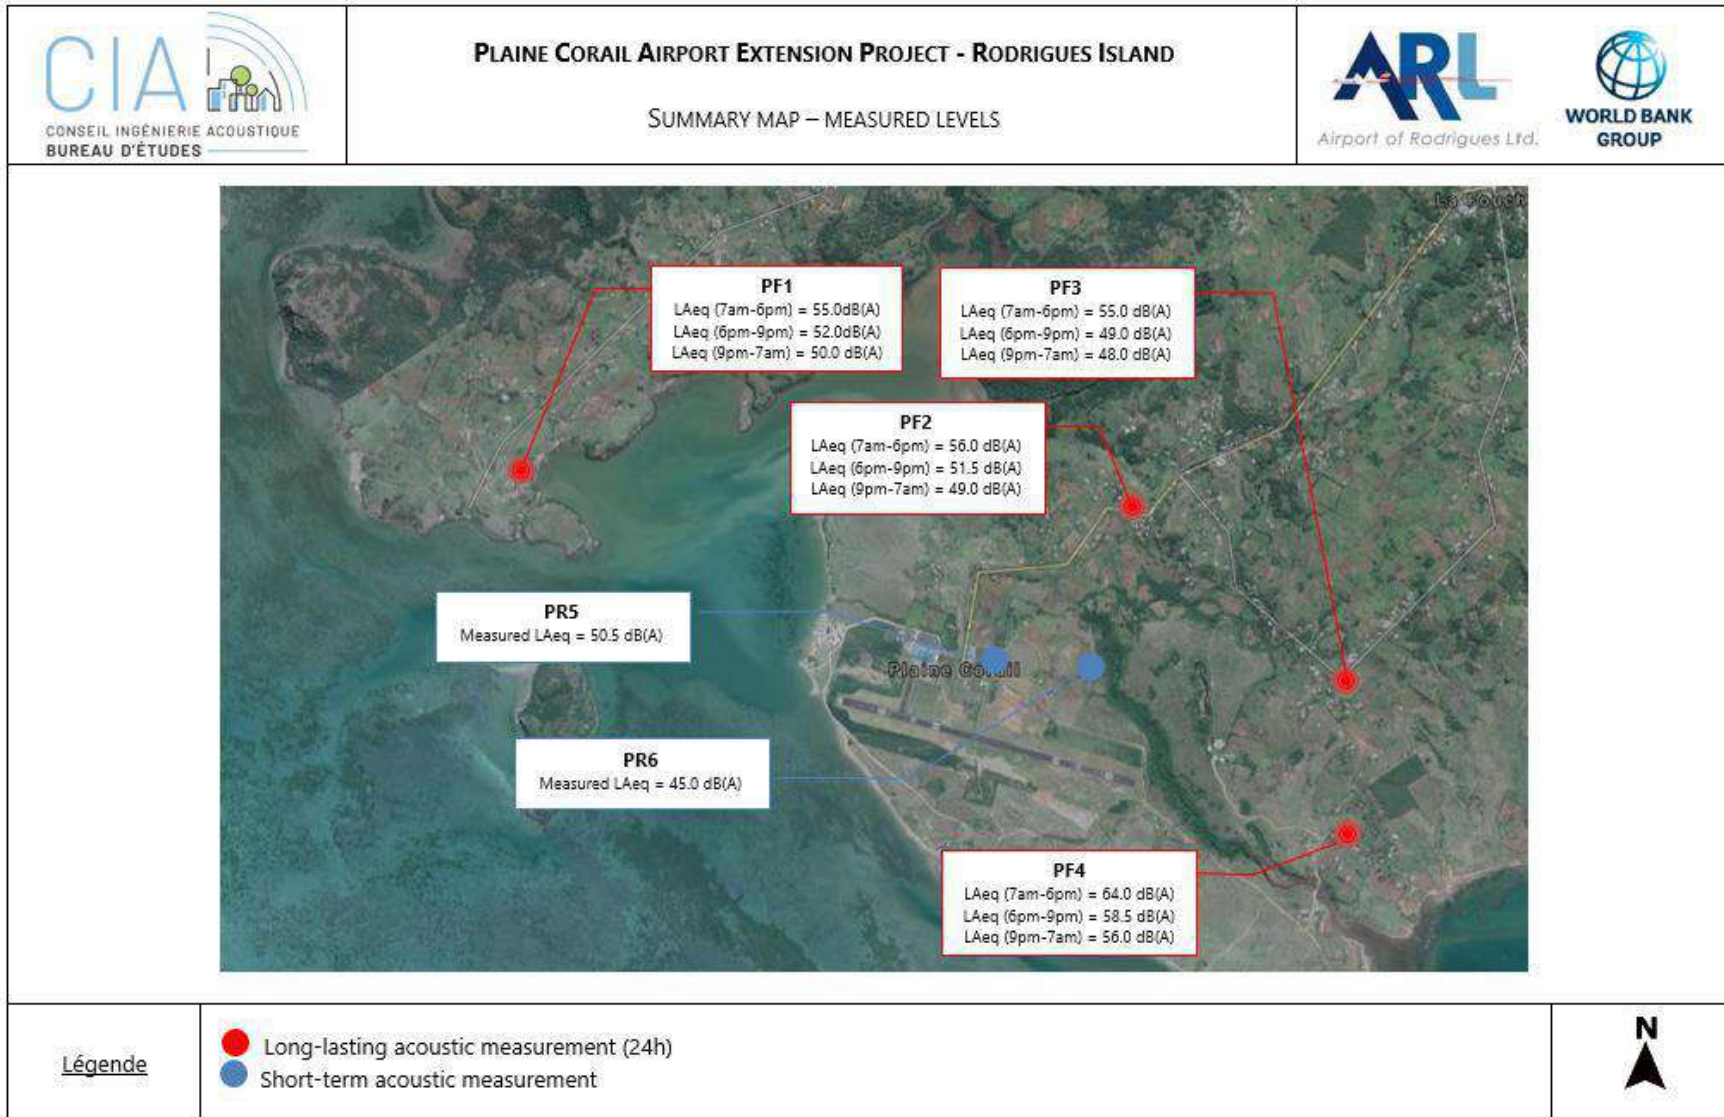 CIA
CONSEIL INGÉNIERIE ACOUSTIQUE
BUREAU D'ÉTUDES
PLAINE CORAIL AIRPORT EXTENSION PROJECT - RODRIGUES ISLAND
SUMMARY MAP – MEASURED LEVELS
ARL
Airport of Rodrigues Ltd.
WORLD BANK
GROUP
La Fouch
PF1
LAeq (7am-6pm) = 55.0dB(A)
LAeq (6pm-9pm) = 52.0dB(A)
LAeq (9pm-7am) = 50.0 dB(A)
PF3
LAeq (7am-6pm) = 55.0 dB(A)
LAeq (6pm-9pm) = 49.0 dB(A)
LAeq (9pm-7am) = 48.0 dB(A)
PF2
LAeq (7am-6pm) = 56.0 dB(A)
LAeq (6pm-9pm) = 51.5 dB(A)
LAeq (9pm-7am) = 49.0 dB(A)
PR5
Measured LAeq = 50.5 dB(A)
Plaine Corail
PR6
Measured LAeq = 45.0 dB(A)
PF4
LAeq (7am-6pm) = 64.0 dB(A)
LAeq (6pm-9pm) = 58.5 dB(A)
LAeq (9pm-7am) = 56.0 dB(A)
Légende
Long-lasting acoustic measurement (24h)
Short-term acoustic measurement
N